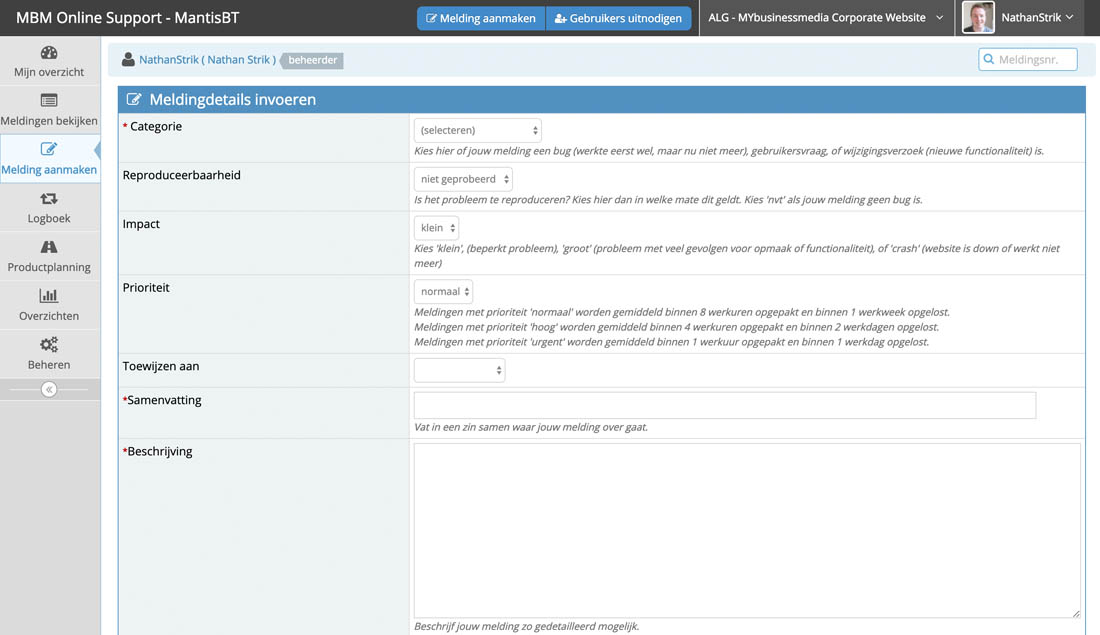 MBM Online Support - MantisBT
Melding aanmaken
Gebruikers uitnodigen
ALG - MYbusinessmedia Corporate Website
NathanStrik
Mijn overzicht
Meldingen bekijken
Melding aanmaken
Logboek
Productplanning
Overzichten
Beheren
NathanStrik ( Nathan Strik ) beheerder
Meldingsnr.
Meldingdetails invoeren
* Categorie
(selecteren)
Kies hier of jouw melding een bug (werkte eerst wel, maar nu niet meer), gebruikersvraag, of wijzigingsverzoek (nieuwe functionaliteit) is.
Reproduceerbaarheid
niet geprobeerd
Is het probleem te reproduceren? Kies hier dan in welke mate dit geldt. Kies 'nvt' als jouw melding geen bug is.
Impact
klein
Kies 'klein', (beperkt probleem), 'groot' (probleem met veel gevolgen voor opmaak of functionaliteit), of 'crash' (website is down of werkt niet
meer)
Prioriteit
normaal
Meldingen met prioriteit 'normaal' worden gemiddeld binnen 8 werkuren opgepakt en binnen 1 werkweek opgelost.
Meldingen met prioriteit 'hoog' worden gemiddeld binnen 4 werkuren opgepakt en binnen 2 werkdagen opgelost.
Meldingen met prioriteit 'urgent' worden gemiddeld binnen 1 werkuur opgepakt en binnen 1 werkdag opgelost.
Toewijzen aan
*Samenvatting
Vat in een zin samen waar jouw melding over gaat.
*Beschrijving
Beschrijf jouw melding zo gedetailleerd mogelijk.